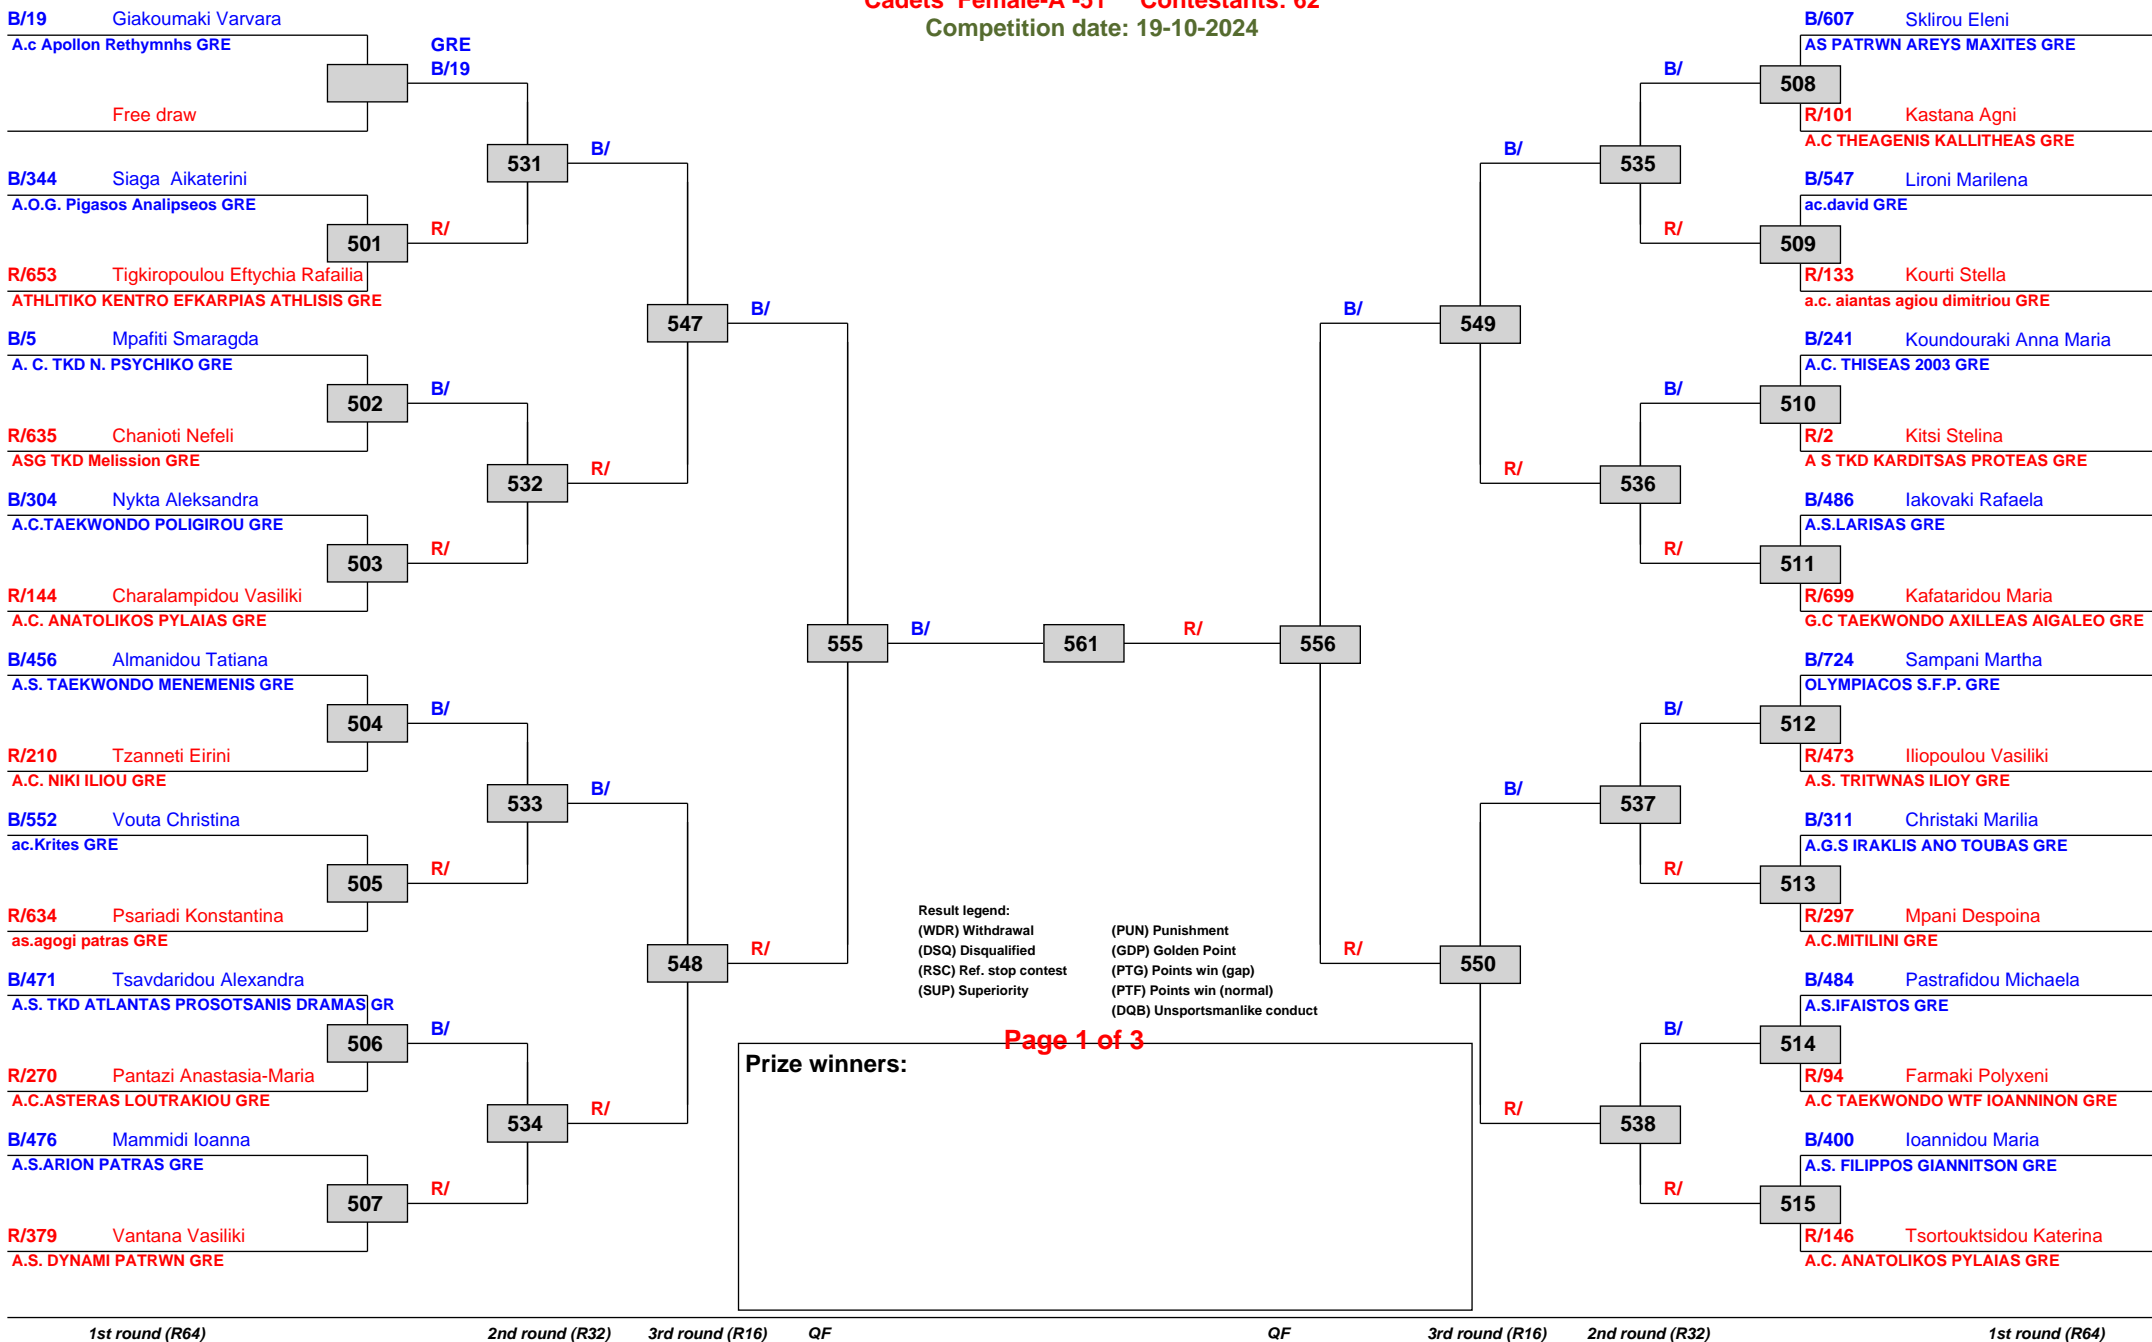 Cadets Female-A -51 Contestants: 62
Competition date: 19-10-2024
B/19 Giakoumaki Varvara
A.c Apollon Rethymnhs GRE
GRE
B/19
Free draw
531
B/
B/344 Siaga Aikaterini
A.O.G. Pigasos Analipseos GRE
501
R/
R/653 Tigkiropoulou Eftychia Rafailia
ATHLITIKO KENTRO EFKARPIAS ATHLISIS GRE
547
B/
B/5 Mpafiti Smaragda
A. C. TKD N. PSYCHIKO GRE
502
B/
R/635 Chanioti Nefeli
ASG TKD Melission GRE
532
R/
B/304 Nykta Aleksandra
A.C.TAEKWONDO POLIGIROU GRE
503
R/
R/144 Charalampidou Vasiliki
A.C. ANATOLIKOS PYLAIAS GRE
555
B/
561
R/
556
B/456 Almanidou Tatiana
A.S. TAEKWONDO MENEMENIS GRE
504
B/
R/210 Tzanneti Eirini
A.C. NIKI ILIOU GRE
533
B/
B/552 Vouta Christina
ac.Krites GRE
505
R/
R/634 Psariadi Konstantina
as.agogi patras GRE
548
R/
B/471 Tsavdaridou Alexandra
A.S. TKD ATLANTAS PROSOTSANIS DRAMAS GR
506
B/
R/270 Pantazi Anastasia-Maria
A.C.ASTERAS LOUTRAKIOU GRE
534
R/
B/476 Mammidi Ioanna
A.S.ARION PATRAS GRE
507
R/
R/379 Vantana Vasiliki
A.S. DYNAMI PATRWN GRE
B/607 Sklirou Eleni
AS PATRWN AREYS MAXITES GRE
B/
508
R/101 Kastana Agni
A.C THEAGENIS KALLITHEAS GRE
B/
535
B/547 Lironi Marilena
ac.david GRE
R/
509
R/133 Kourti Stella
a.c. aiantas agiou dimitriou GRE
B/
549
B/241 Koundouraki Anna Maria
A.C. THISEAS 2003 GRE
B/
510
R/2 Kitsi Stelina
A S TKD KARDITSAS PROTEAS GRE
R/
536
B/486 Iakovaki Rafaela
A.S.LARISAS GRE
R/
511
R/699 Kafataridou Maria
G.C TAEKWONDO AXILLEAS AIGALEO GRE
B/724 Sampani Martha
OLYMPIACOS S.F.P. GRE
B/
512
R/473 Iliopoulou Vasiliki
A.S. TRITWNAS ILIOY GRE
B/
537
B/311 Christaki Marilia
A.G.S IRAKLIS ANO TOUBAS GRE
R/
513
R/297 Mpani Despoina
A.C.MITILINI GRE
R/
550
B/484 Pastrafidou Michaela
A.S.IFAISTOS GRE
B/
514
R/94 Farmaki Polyxeni
A.C TAEKWONDO WTF IOANNINON GRE
R/
538
B/400 Ioannidou Maria
A.S. FILIPPOS GIANNITSON GRE
R/
515
R/146 Tsortouktsidou Katerina
A.C. ANATOLIKOS PYLAIAS GRE
Result legend:
(WDR) Withdrawal (PUN) Punishment
(DSQ) Disqualified (GDP) Golden Point
(RSC) Ref. stop contest (PTG) Points win (gap)
(SUP) Superiority (PTF) Points win (normal)
(DQB) Unsportsmanlike conduct
Page 1 of 3
Prize winners:
1st round (R64) 2nd round (R32) 3rd round (R16) QF QF 3rd round (R16) 2nd round (R32) 1st round (R64)